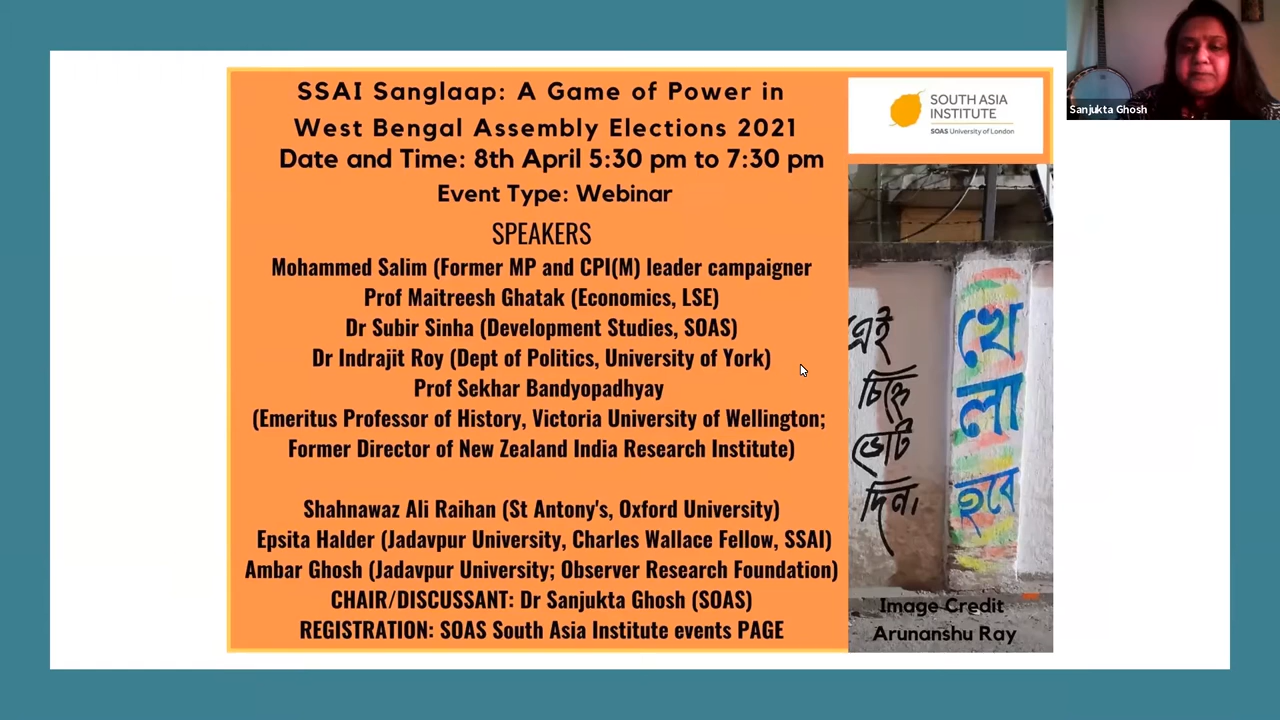 SSAI Sanglaap: A Game of Power in
West Bengal Assembly Elections 2021
Date and Time: 8th April 5:30 pm to 7:30 pm
Event Type: Webinar
SPEAKERS
Mohammed Salim (Former MP and CPI(M) leader campaigner
Prof Maitreesh Ghatak (Economics, LSE)
Dr Subir Sinha (Development Studies, SOAS)
Dr Indrajit Roy (Dept of Politics, University of York)
Prof Sekhar Bandyopadhyay
(Emeritus Professor of History, Victoria University of Wellington;
Former Director of New Zealand India Research Institute)
Shahnawaz Ali Raihan (St Antony's, Oxford University)
Epsita Halder (Jadavpur University, Charles Wallace Fellow, SSAI)
Ambar Ghosh (Jadavpur University; Observer Research Foundation)
CHAIR/DISCUSSANT: Dr Sanjukta Ghosh (SOAS)
REGISTRATION: SOAS South Asia Institute events PAGE
SOUTH ASIA
INSTITUTE
SOAS University of London
এই
চিহ্নে
ভোট
দিন।
খে
লা
হবে
Image Credit
Arunanshu Ray
Sanjukta Ghosh